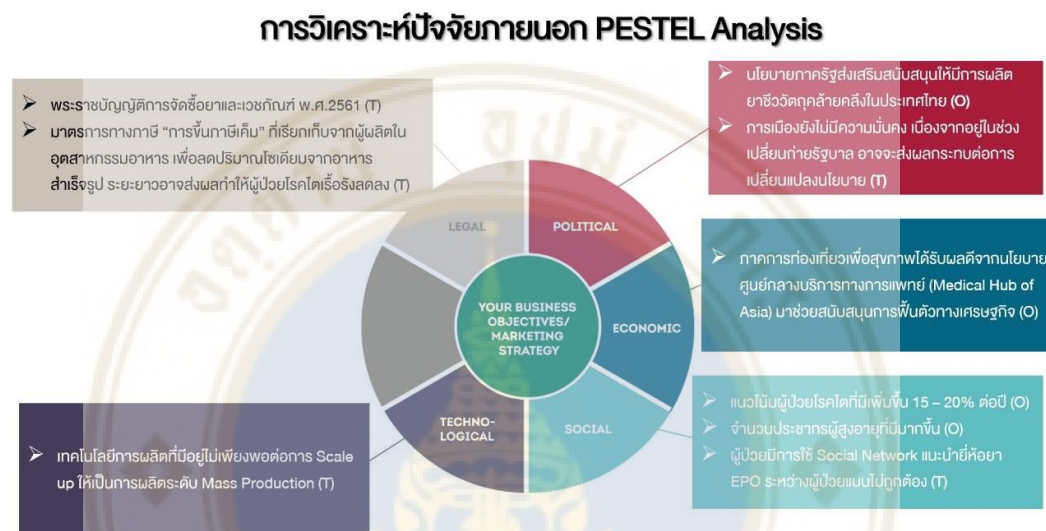 การวิเคราะห์ปัจจัยภายนอก PESTEL Analysis
➢ พระราชบัญญัติการจัดซื้อยาและเวชภัณฑ์ พ.ศ.2561 (T)
➢ มาตรการทางภาษี “การขึ้นภาษีเค็ม” ที่เรียกเก็บจากผู้ผลิตใน
อุตสาหกรรมอาหาร เพื่อลดปริมาณโซเดียมจากอาหาร
สำเร็จรูป ระยะยาวอาจส่งผลทำให้ผู้ป่วยโรคไตเรื้อรังลดลง (T)
➢ นโยบายภาครัฐส่งเสริมสนับสนุนให้มีการผลิต
ยาชีววัตถุคล้ายคลึงในประเทศไทย (O)
➢ การเมืองยังไม่มีความมั่นคง เนื่องจากอยู่ในช่วง
เปลี่ยนถ่ายรัฐบาล อาจจะส่งผลกระทบต่อการ
เปลี่ยนแปลงนโยบาย (T)
LEGAL
POLITICAL
➢ ภาคการท่องเที่ยวเพื่อสุขภาพได้รับผลดีจากนโยบาย
ศูนย์กลางบริการทางการแพทย์ (Medical Hub of
Asia) มาช่วยสนับสนุนการฟื้นตัวทางเศรษฐกิจ (O)
YOUR BUSINESS
OBJECTIVES/
MARKETING
STRATEGY
ECONOMIC
TECHNO-
LOGICAL
SOCIAL
➢ แนวโน้มผู้ป่วยโรคไตที่มีเพิ่มขึ้น 15 – 20% ต่อปี (O)
➢ จำนวนประชากรผู้สูงอายุที่มีมากขึ้น (O)
➢ ผู้ป่วยมีการใช้ Social Network แนะนำยี่ห้อยา
EPO ระหว่างผู้ป่วยแบบไม่ถูกต้อง (T)
➢ เทคโนโลยีการผลิตที่มีอยู่ไม่เพียงพอต่อการ Scale
up ให้เป็นการผลิตระดับ Mass Production (T)